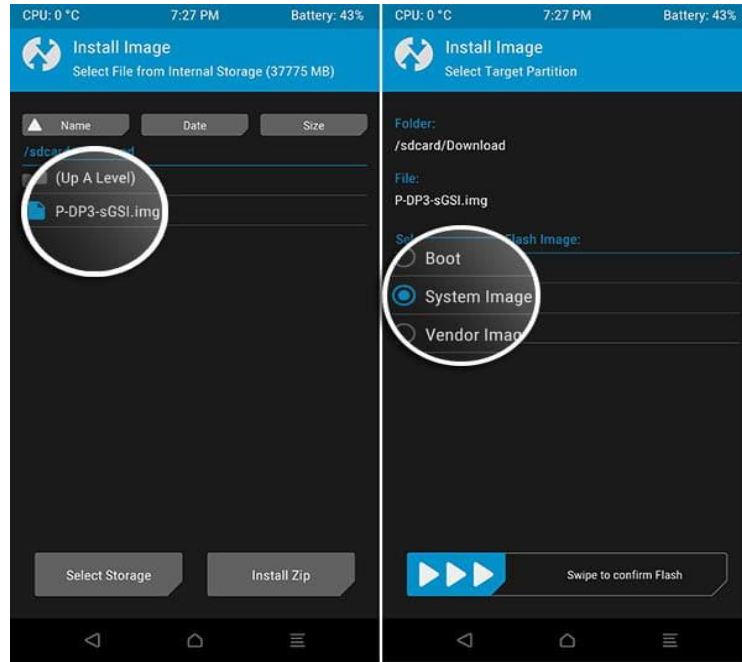 CPU: 0 °C 7:27 PM Battery: 43%
Install Image
Select File from Internal Storage (37775 MB)
Name Date Size
(Up A Level)
P-DP3-sGSI.img
Select Storage Install Zip
CPU: 0 °C 7:27 PM Battery: 43%
Install Image
Select Target Partition
Folder:
/sdcard/Download
File:
P-DP3-sGSI.img
Flash Image:
Boot
System Image
Vendor
Swipe to confirm Flash